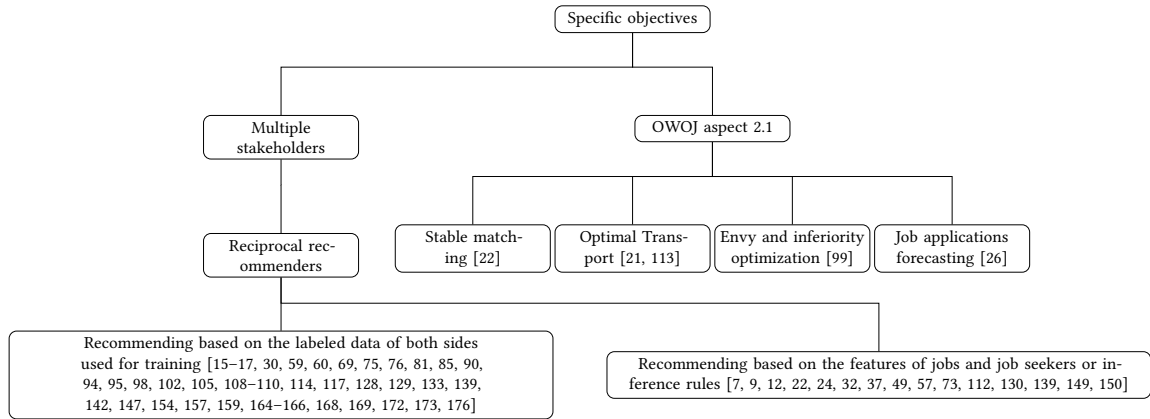 Specific objectives
Multiple
stakeholders
OWOJ aspect 2.1
Reciprocal rec-
ommenders
Stable match-
ing [22]
Optimal Trans-
port [21, 113]
Envy and inferiority
optimization [99]
Job applications
forecasting [26]
Recommending based on the labeled data of both sides
used for training [15–17, 30, 59, 60, 69, 75, 76, 81, 85, 90,
94, 95, 98, 102, 105, 108–110, 114, 117, 128, 129, 133, 139,
142, 147, 154, 157, 159, 164–166, 168, 169, 172, 173, 176]
Recommending based on the features of jobs and job seekers or in-
ference rules [7, 9, 12, 22, 24, 32, 37, 49, 57, 73, 112, 130, 139, 149, 150]